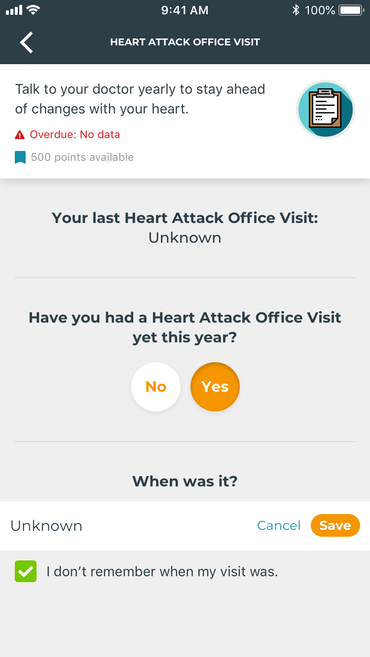 9:41 AM
100%
HEART ATTACK OFFICE VISIT
Talk to your doctor yearly to stay ahead
of changes with your heart.
Overdue: No data
500 points available
Your last Heart Attack Office Visit:
Unknown
Have you had a Heart Attack Office Visit
yet this year?
No
Yes
When was it?
Unknown
Cancel
Save
I don’t remember when my visit was.